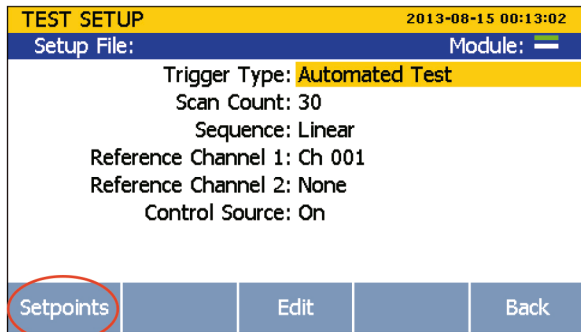 TEST SETUP 2013-08-15 00:13:02
Setup File: Module:
Trigger Type: Automated Test
Scan Count: 30
Sequence: Linear
Reference Channel 1: Ch 001
Reference Channel 2: None
Control Source: On
Setpoints Edit Back